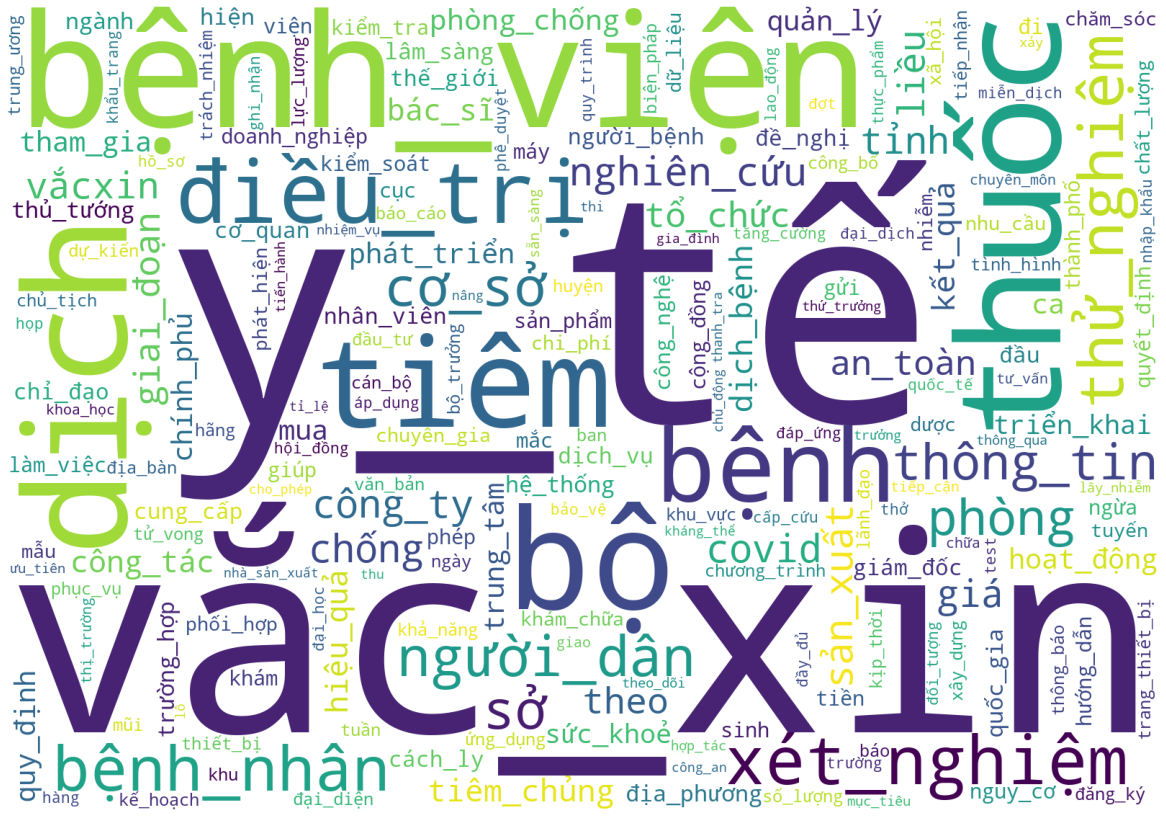 trung_ương
ngành
hiện
viện
kiểm_tra
phòng_chống
quản_lý
chăm_sóc
bệnh_viện
khẩu_trang
trách_nhiệm
ghi_nhận
lực_lượng
lâm_sàng
thế_giới
bác_sĩ
phê_duyệt
quy_trình
biện_pháp
dữ_liệu
lao_động
thực_phẩm
đợt
liều
xã_hội
tiếp_nhận
đi
xảy
miễn_dịch
thuốc
thử_nghiệm
chất_lượng
tham_gia
hồ_sơ
doanh_nghiệp
máy
người_bệnh
đề_nghị
tỉnh
vắcxin
thủ_tướng
điều_trị
kiểm_soát
cục
báo_cáo
nghiên_cứu
công_bố
chuyên_môn
cơ_quan
nhiệm_vụ
sẵn_sàng
thi
tổ_chức
kết_quả
nhiễm
nhu_cầu
thành_phố
nhập_khẩu
dự_kiến
giai_đoạn
dịch
chủ_tịch
họp
chính_phủ
phát_hiện
tiến_hành
phát_triển
gia_đình
tăng_cường
đại_dịch
tình_hình
y_tế
cơ_sở
nâng
huyện
gửi
thứ_trưởng
ca
quyết_định
nhân_viên
sản_phẩm
công_nghệ
cộng_đồng
chủ_động
thanh_tra
dịch_bệnh
đầu_tư
bộ_trưởng
chi_phí
an_toàn
đầu
tư_vấn
quốc_tế
chỉ_đạo
khoa_học
tỉ_lệ
cán_bộ
áp_dụng
tiêm
hãng
mua
hội_đồng
chuyên_gia
mắc
ban
dịch_vụ
đáp_ứng
trưởng
dược
triển_khai
thông_qua
làm_việc
địa_bàn
giúp
cho_phép
văn_bản
hệ_thống
bảo_vệ
bệnh
thông_tin
tiếp_cận
lây_nhiễm
cung_cấp
tử_vong
công_ty
khu_vực
cấp_cứu
kháng_thể
lãnh_đạo
thở
phòng
ngừa
tuyến
mẫu
ưu_tiên
công_tác
nhà_sản_xuất
thu
chống
phép
ngày
trung_tâm
bộ
covid
chương_trình
sản_xuất
giám_đốc
chữa
test
hoạt_động
phục_vụ
thị_trường
trường_hợp
phối_hợp
đại_học
hiệu_quả
khả_năng
khám_chữa
giao
giá
vắc_xin
khám
người_dân
theo_dõi
đầy_đủ
kịp_thời
đối_tượng
xây_dựng
quốc_gia
thông_báo
hướng_dẫn
trang_thiết_bị
quy_định
mũi
lô
sở
theo
tiền
thiết_bị
tuần
ứng_dụng
sức_khoẻ
sinh
hợp_tác
bệnh_nhân
khu
cách_ly
công_an
xét_nghiệm
trường
báo
hàng
kế_hoạch
đại_diện
tiêm_chủng
địa_phương
số_lượng
mục_tiêu
nguy_cơ
đăng_ký